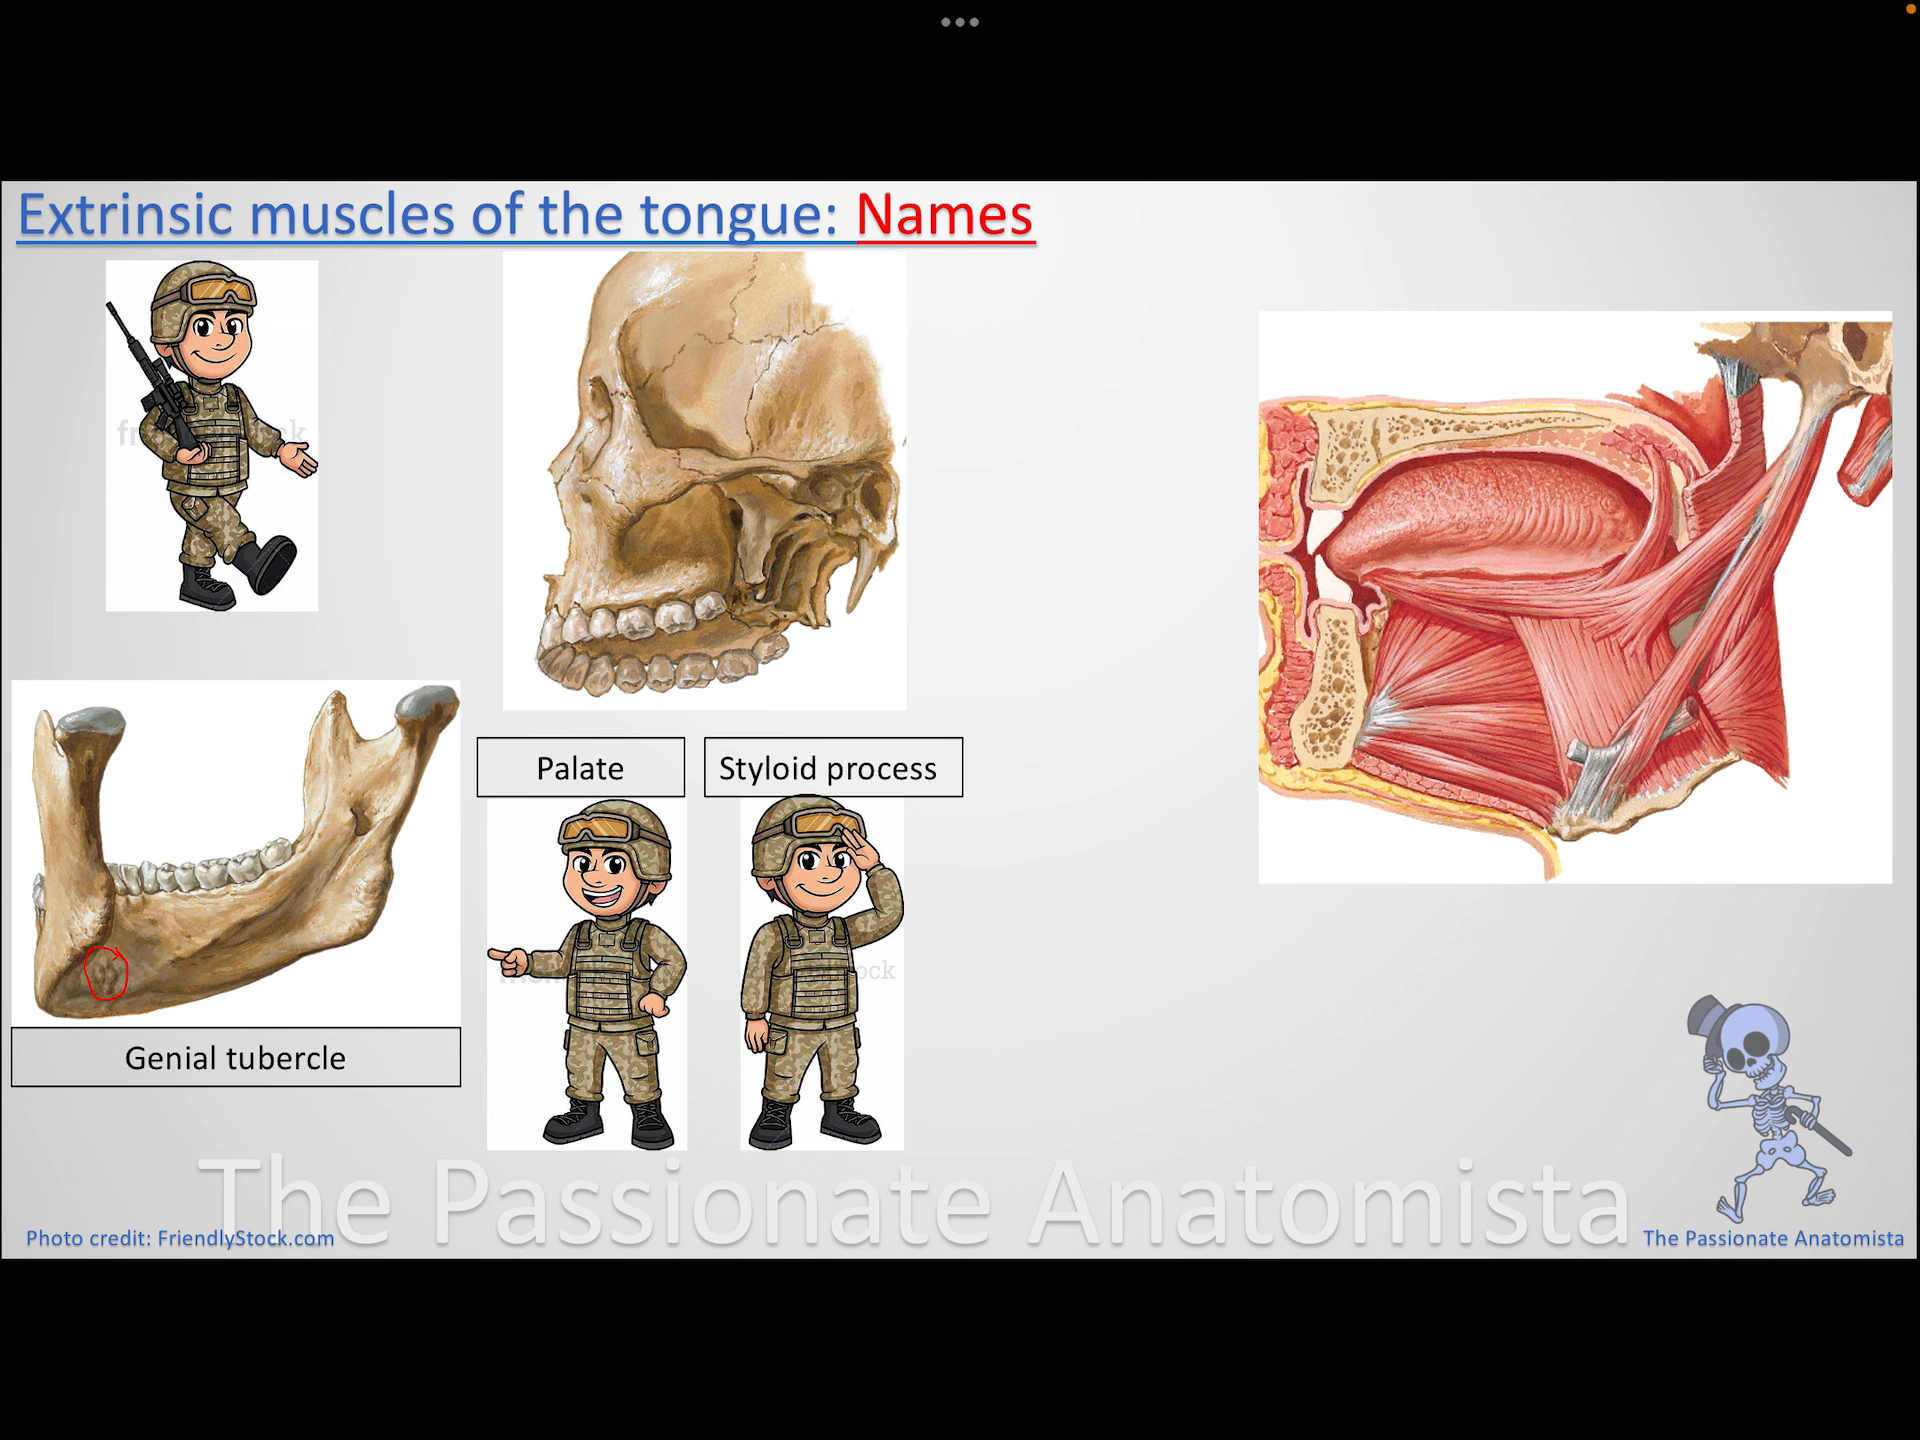 Extrinsic muscles of the tongue: Names
Palate
Styloid process
Genial tubercle
The Passionate Anatomista
Photo credit: FriendlyStock.com
The Passionate Anatomista